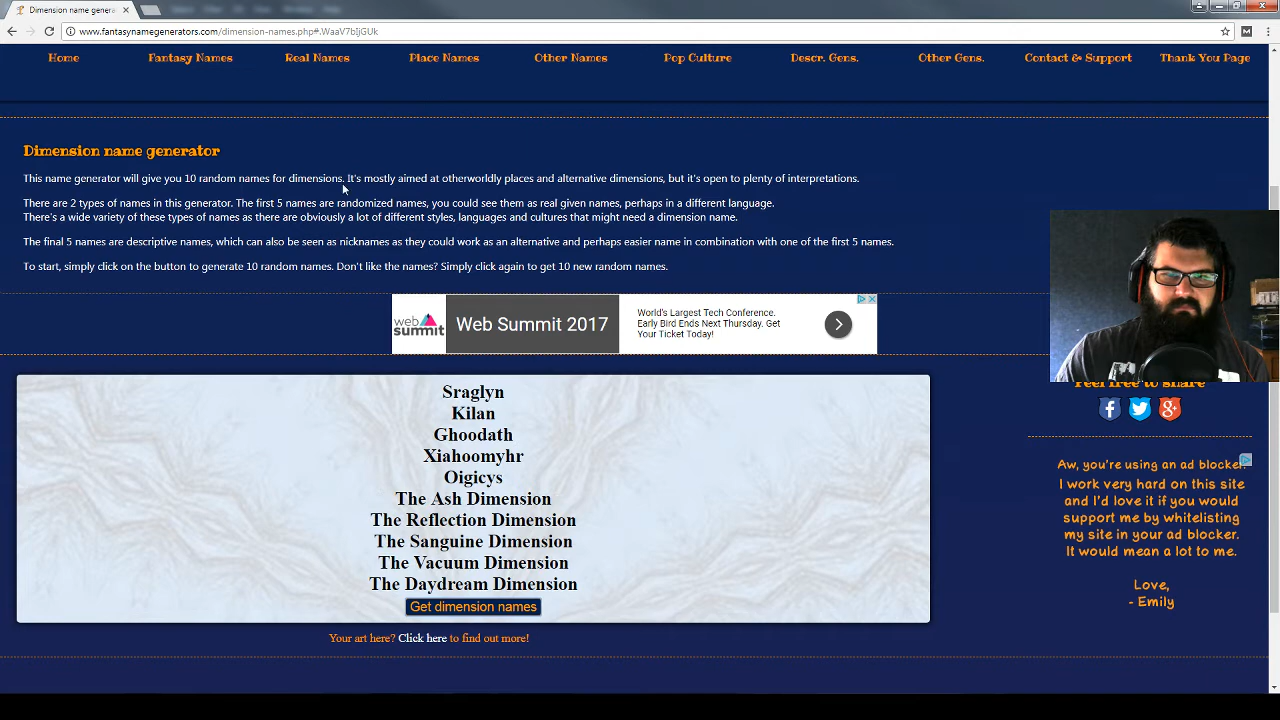 Dimension name genera
www.fantasynamegenerators.com/dimension-names.php#.WaaV7bIjGUk
Home Fantasy Names Real Names Place Names Other Names Pop Culture Descr. Gens. Other Gens. Contact & Support Thank You Page
Dimension name generator
This name generator will give you 10 random names for dimensions. It's mostly aimed at otherworldly places and alternative dimensions, but it's open to plenty of interpretations.
There are 2 types of names in this generator. The first 5 names are randomized names, you could see them as real given names, perhaps in a different language.
There's a wide variety of these types of names as there are obviously a lot of different styles, languages and cultures that might need a dimension name.
The final 5 names are descriptive names, which can also be seen as nicknames as they could work as an alternative and perhaps easier name in combination with one of the first 5 names.
To start, simply click on the button to generate 10 random names. Don't like the names? Simply click again to get 10 new random names.
web summit
Web Summit 2017
World's Largest Tech Conference.
Early Bird Ends Next Thursday. Get
Your Ticket Today!
Sraglyn
Kilan
Ghoodath
Xiahoomyhr
Oigicys
The Ash Dimension
The Reflection Dimension
The Sanguine Dimension
The Vacuum Dimension
The Daydream Dimension
Get dimension names
Your art here? Click here to find out more!
Feel free to share
Aw, you're using an ad blocker.
I work very hard on this site
and I'd love it if you would
support me by whitelisting
my site in your ad blocker.
It would mean a lot to me.
Love,
- Emily